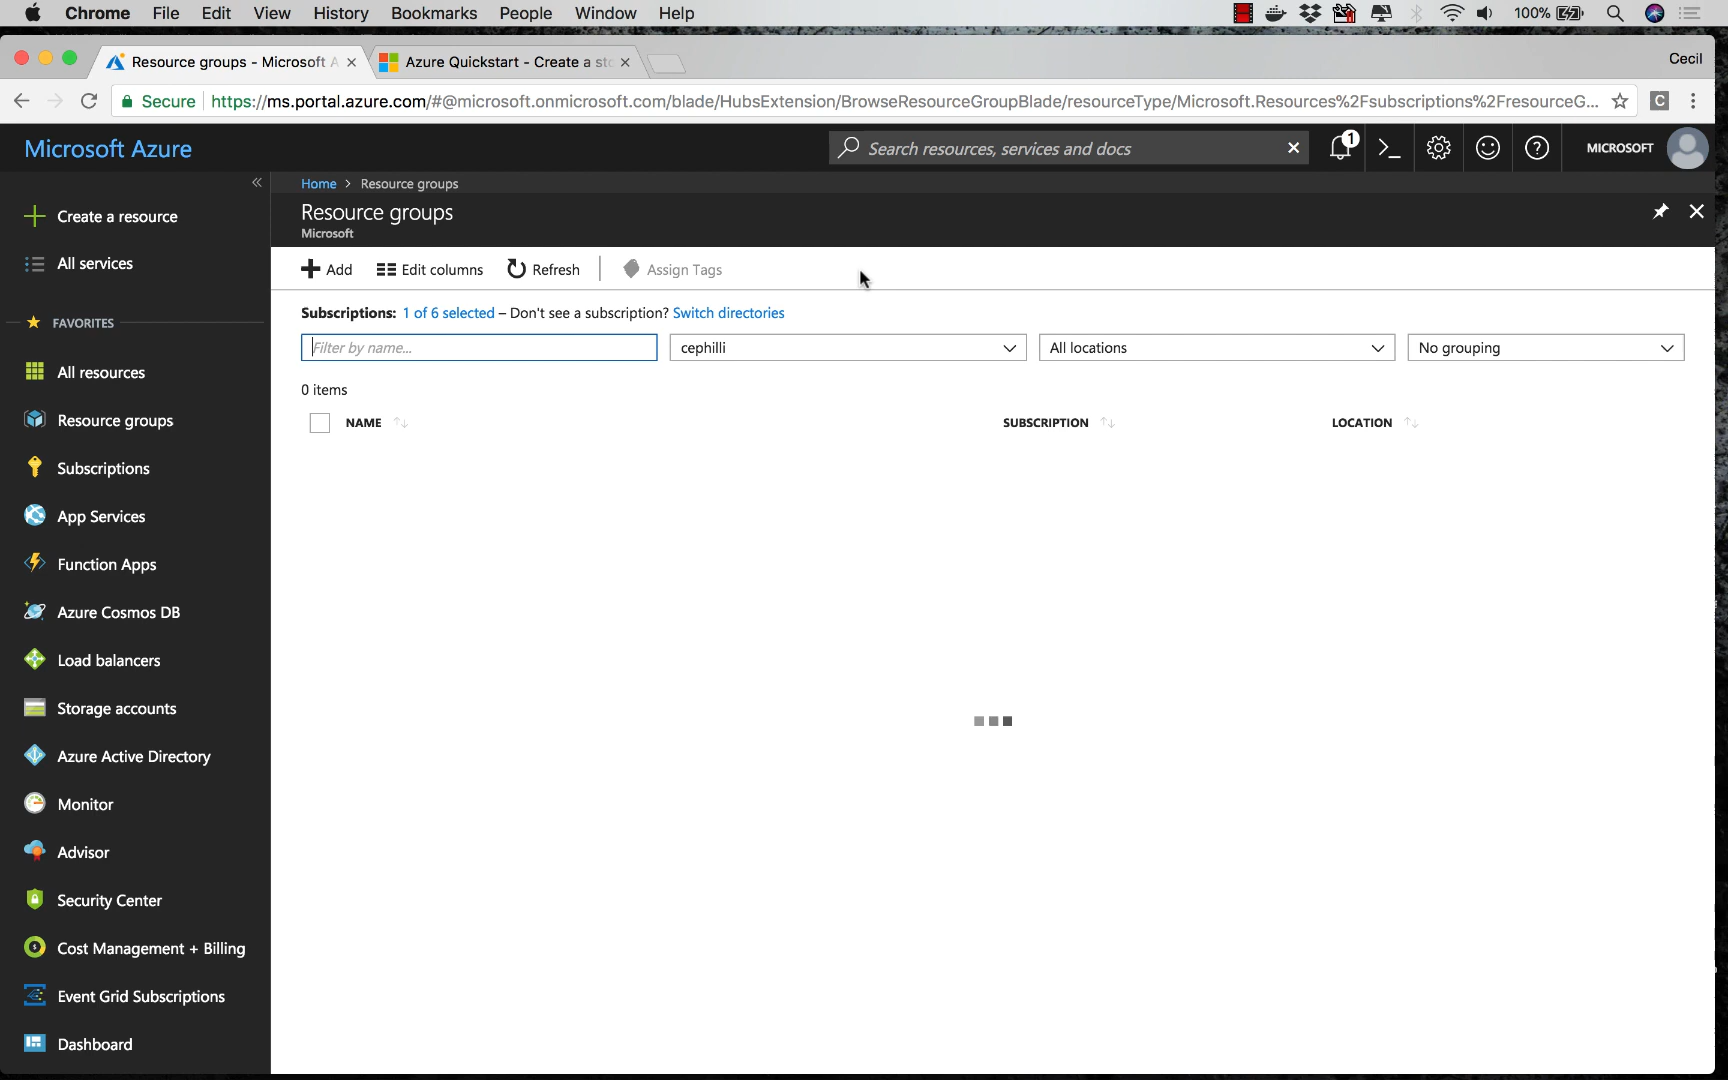 Chrome File Edit View History Bookmarks People Window Help 100%
Resource groups - Microsoft A Azure Quickstart - Create a sto Cecil
Secure https://ms.portal.azure.com/#@microsoft.onmicrosoft.com/blade/HubsExtension/BrowseResourceGroupBlade/resourceType/Microsoft.Resources%2Fsubscriptions%2FresourceG... C
Microsoft Azure Search resources, services and docs 1 MICROSOFT
Home > Resource groups
Resource groups
Microsoft
Create a resource
All services
FAVORITES
All resources
Resource groups
Subscriptions
App Services
Function Apps
Azure Cosmos DB
Load balancers
Storage accounts
Azure Active Directory
Monitor
Advisor
Security Center
Cost Management + Billing
Event Grid Subscriptions
Dashboard
Add Edit columns Refresh Assign Tags
Subscriptions: 1 of 6 selected – Don't see a subscription? Switch directories
Filter by name... cephilli All locations No grouping
0 items
NAME SUBSCRIPTION LOCATION